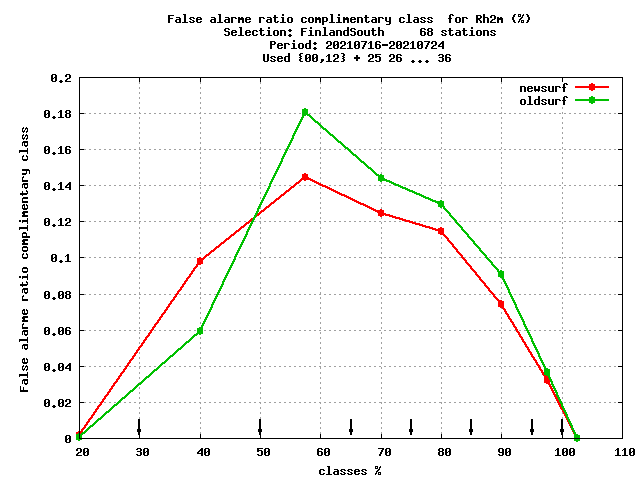 False alarme ratio complimentary class  for Rh2m (%)
Selection: FinlandSouth     68 stations
Period: 20210716-20210724
Used {00,12} + 25 26 ... 36
newsurf
oldsurf
False alarme ratio complimentary class
0,2
0,18
0,16
0,14
0,12
0,1
0,08
0,06
0,04
0,02
0
20 30 40 50 60 70 80 90 100 110
classes %